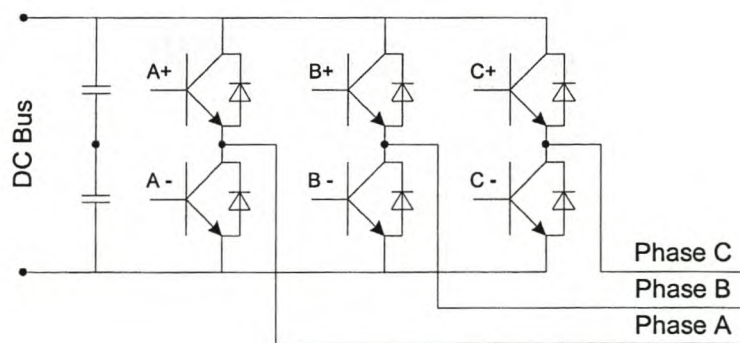 A+
B+
C+
DC Bus
A -
B -
C -
Phase C
Phase B
Phase A